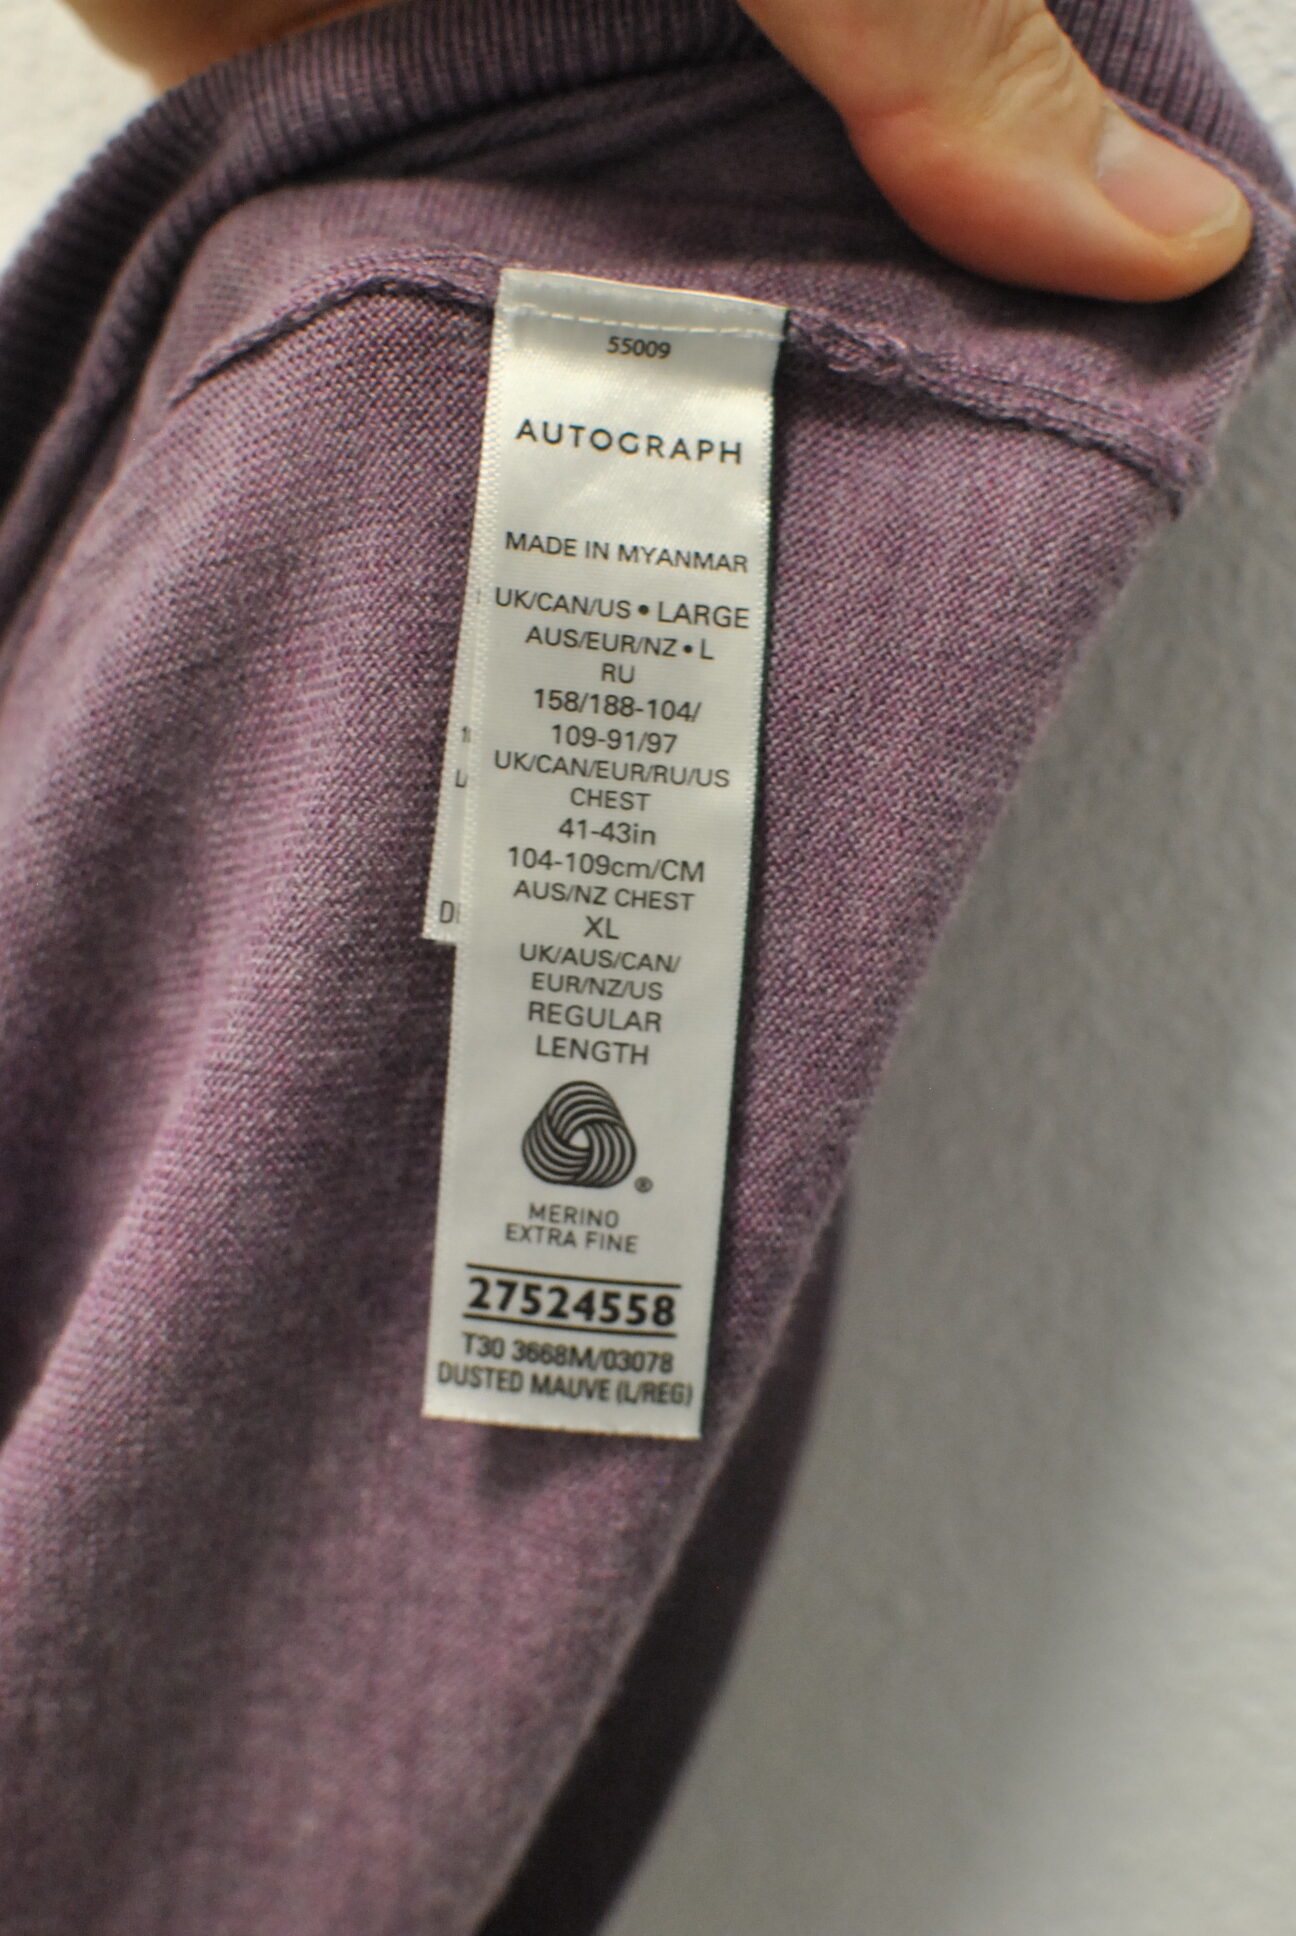 55009
AUTOGRAPH
MADE IN MYANMAR
UK/CAN/US • LARGE
AUS/EUR/NZ • L
RU
158/188-104/
109-91/97
UK/CAN/EUR/RU/US
CHEST
41-43in
104-109cm/CM
AUS/NZ CHEST
XL
UK/AUS/CAN/
EUR/NZ/US
REGULAR
LENGTH
®
MERINO
EXTRA FINE
27524558
T30 3668M/03078
DUSTED MAUVE (L/REG)